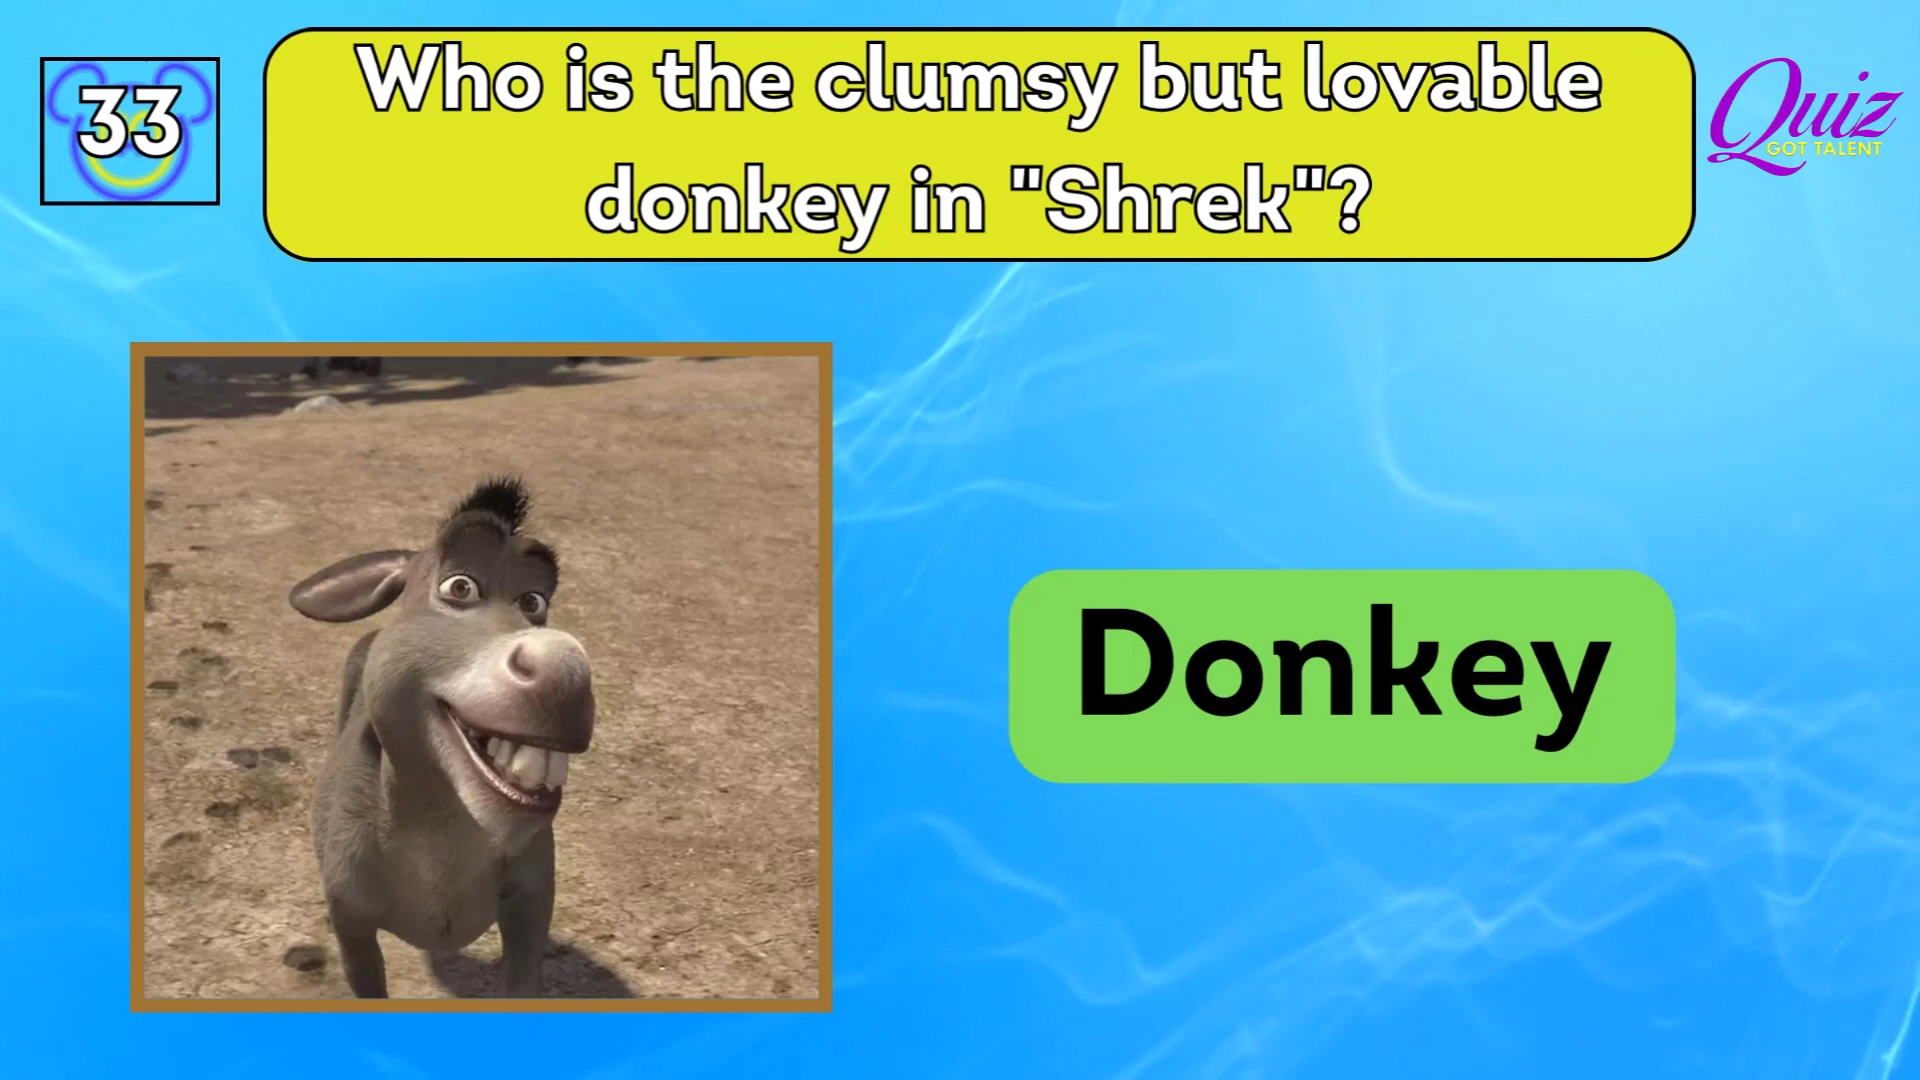 33
Who is the clumsy but lovable
donkey in "Shrek"?
Quiz
GOT TALENT
Donkey